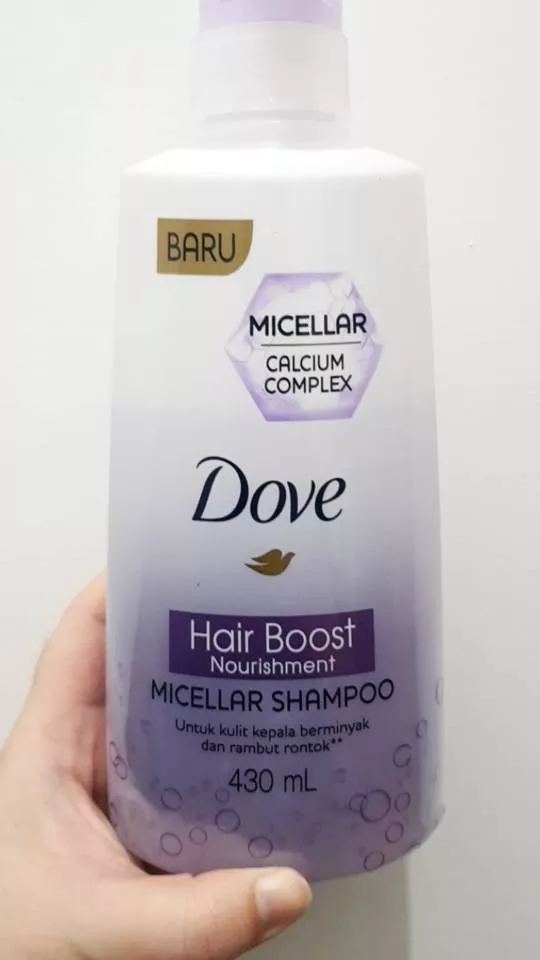 BARU
MICELLAR
CALCIUM
COMPLEX
Dove
Hair Boost
Nourishment
MICELLAR SHAMPOO
Untuk kulit kepala berminyak
dan rambut rontok**
430 mL